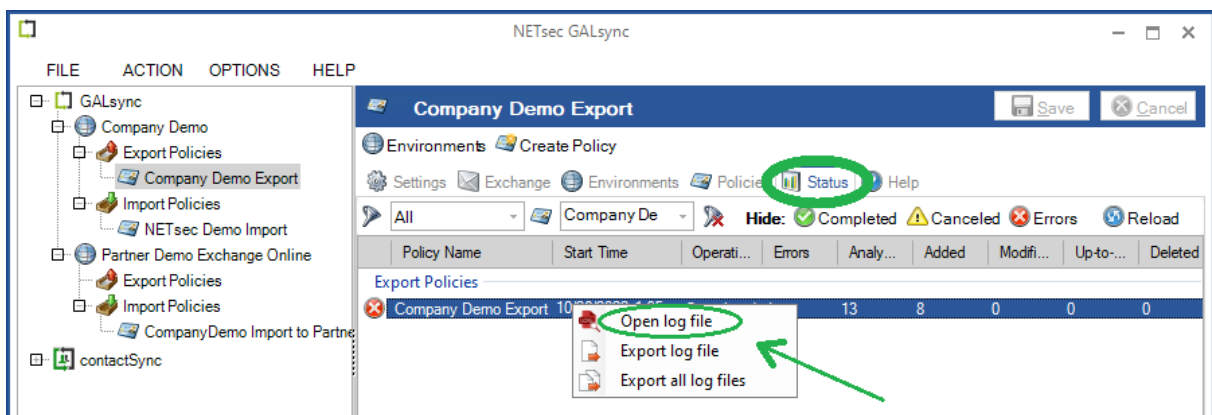 NETsec GALsync
FILE ACTION OPTIONS HELP
GALsync
Company Demo
Export Policies
Company Demo Export
Import Policies
NETsec Demo Import
Partner Demo Exchange Online
Export Policies
Import Policies
CompanyDemo Import to Partne
contactSync
Company Demo Export Save Cancel
Environments Create Policy
Settings Exchange Environments Policie Status Help
All Company De Hide: Completed Canceled Errors Reload
Policy Name Start Time Operati... Errors Analy... Added Modifi... Up-to-... Deleted
Export Policies
Company Demo Export 13 8 0 0 0
Open log file
Export log file
Export all log files